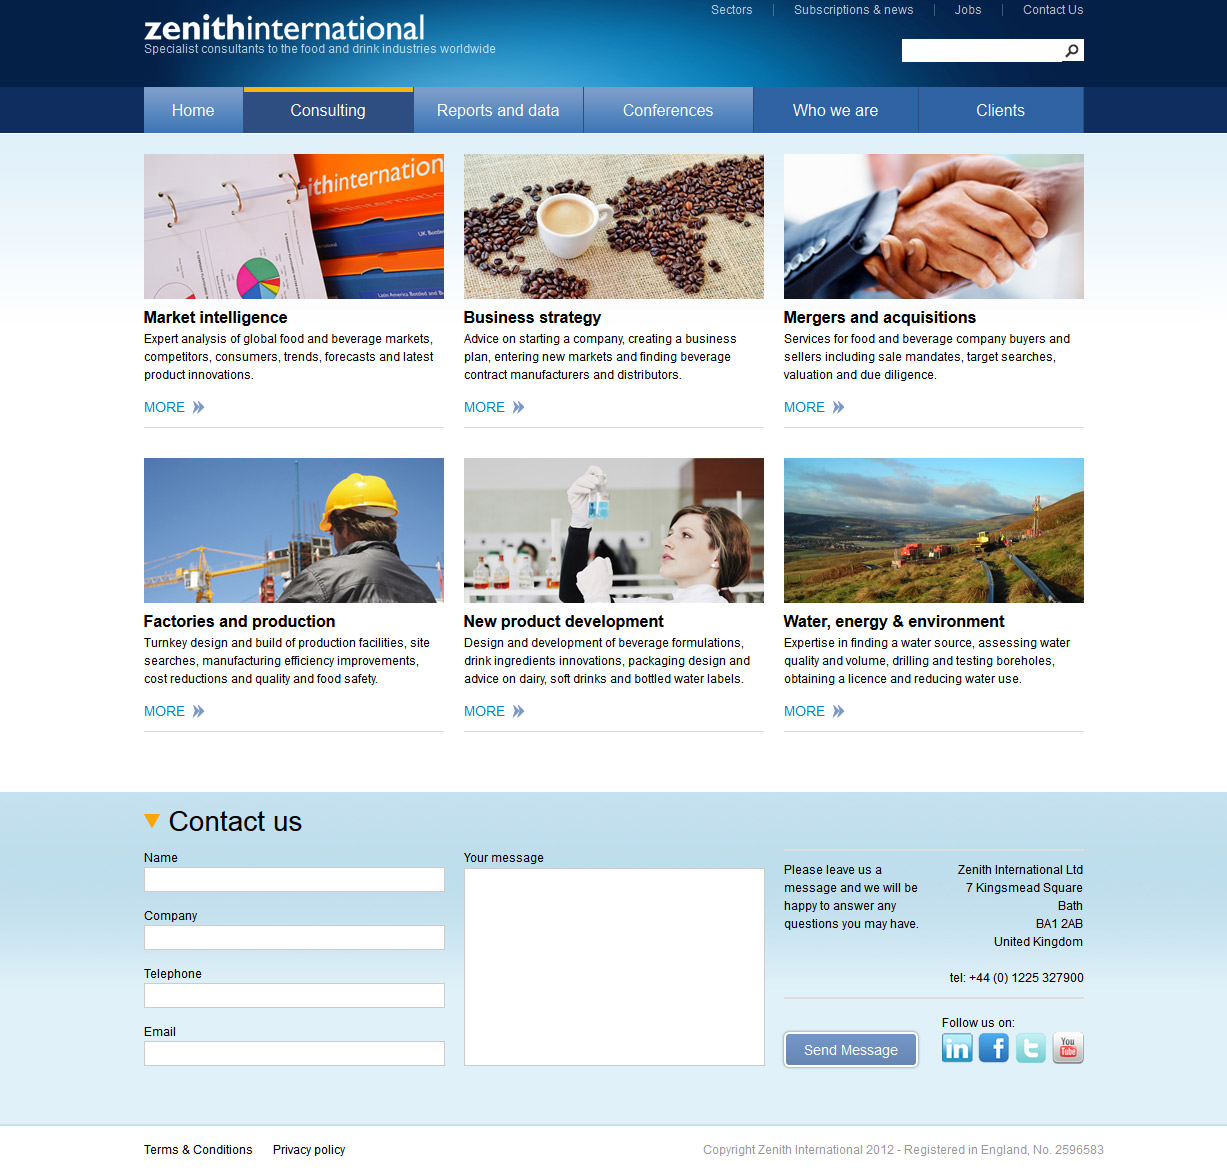 Sectors
Subscriptions & news
Jobs
Contact Us
zenithinternational
Specialist consultants to the food and drink industries worldwide
Home
Consulting
Reports and data
Conferences
Who we are
Clients
ithinternation
internationa
UK Bottled
Latin America Bottled and Bu
Market intelligence
Expert analysis of global food and beverage markets,
competitors, consumers, trends, forecasts and latest
product innovations.
MORE
Business strategy
Advice on starting a company, creating a business
plan, entering new markets and finding beverage
contract manufacturers and distributors.
MORE
Mergers and acquisitions
Services for food and beverage company buyers and
sellers including sale mandates, target searches,
valuation and due diligence.
MORE
Factories and production
Turnkey design and build of production facilities, site
searches, manufacturing efficiency improvements,
cost reductions and quality and food safety.
MORE
New product development
Design and development of beverage formulations,
drink ingredients innovations, packaging design and
advice on dairy, soft drinks and bottled water labels.
MORE
Water, energy & environment
Expertise in finding a water source, assessing water
quality and volume, drilling and testing boreholes,
obtaining a licence and reducing water use.
MORE
Contact us
Name
Company
Telephone
Email
Your message
Please leave us a
message and we will be
happy to answer any
questions you may have.
Zenith International Ltd
7 Kingsmead Square
Bath
BA1 2AB
United Kingdom
tel: +44 (0) 1225 327900
Send Message
Follow us on:
in
f
t
You
Tube
Terms & Conditions
Privacy policy
Copyright Zenith International 2012 - Registered in England, No. 2596583